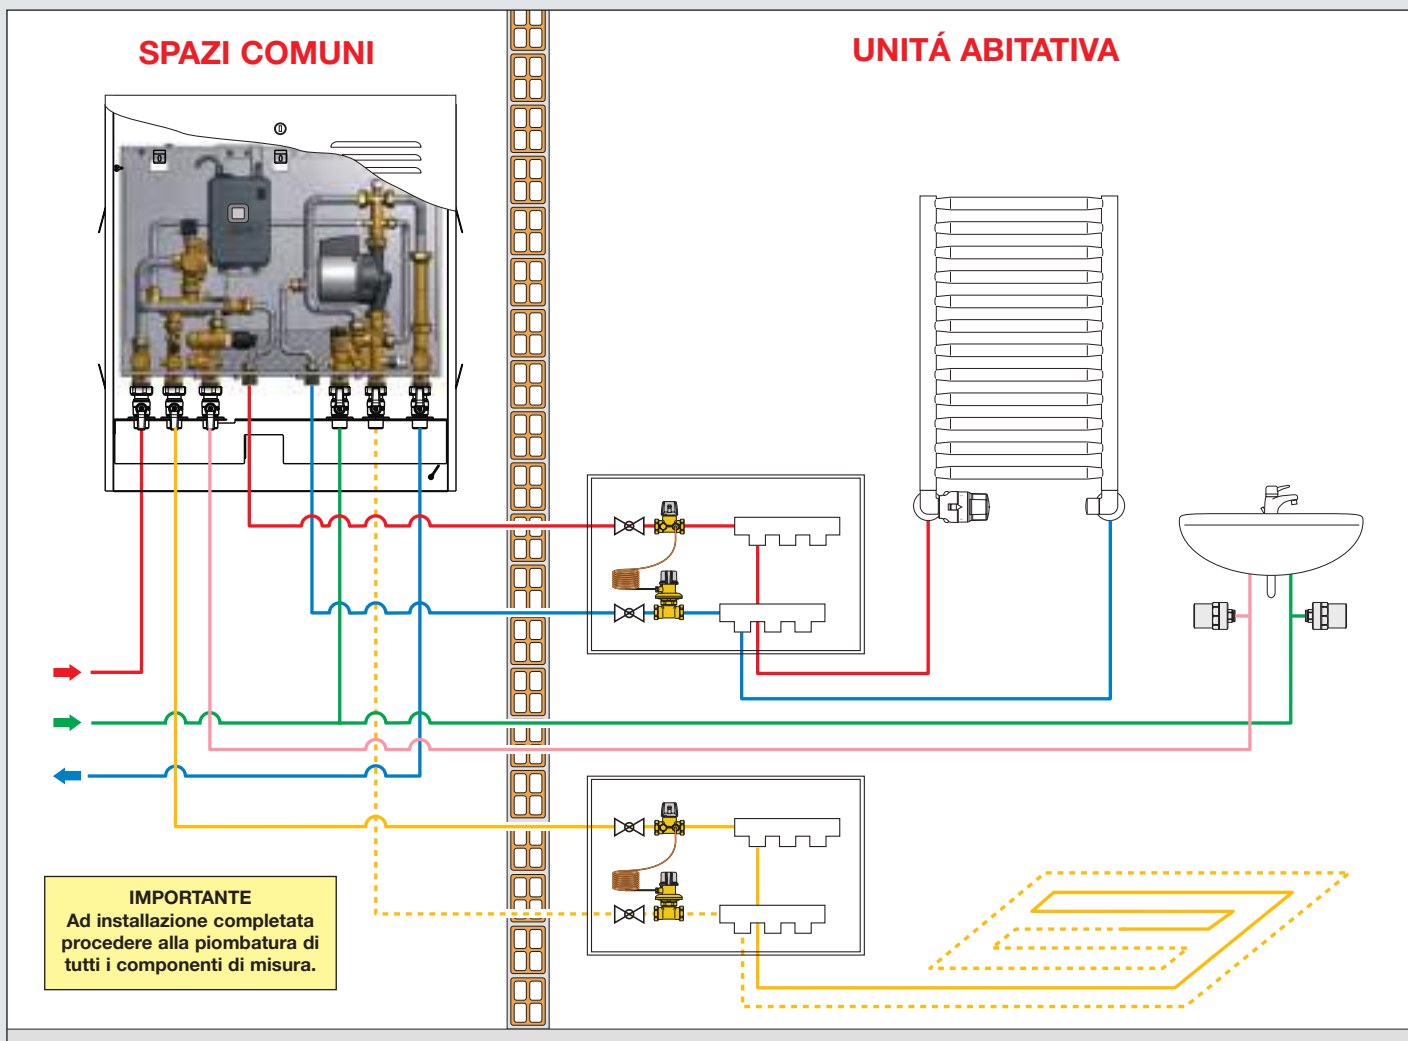 SPAZI COMUNI
UNITÁ ABITATIVA
IMPORTANTE
Ad installazione completata
procedere alla piombatura di
tutti i componenti di misura.